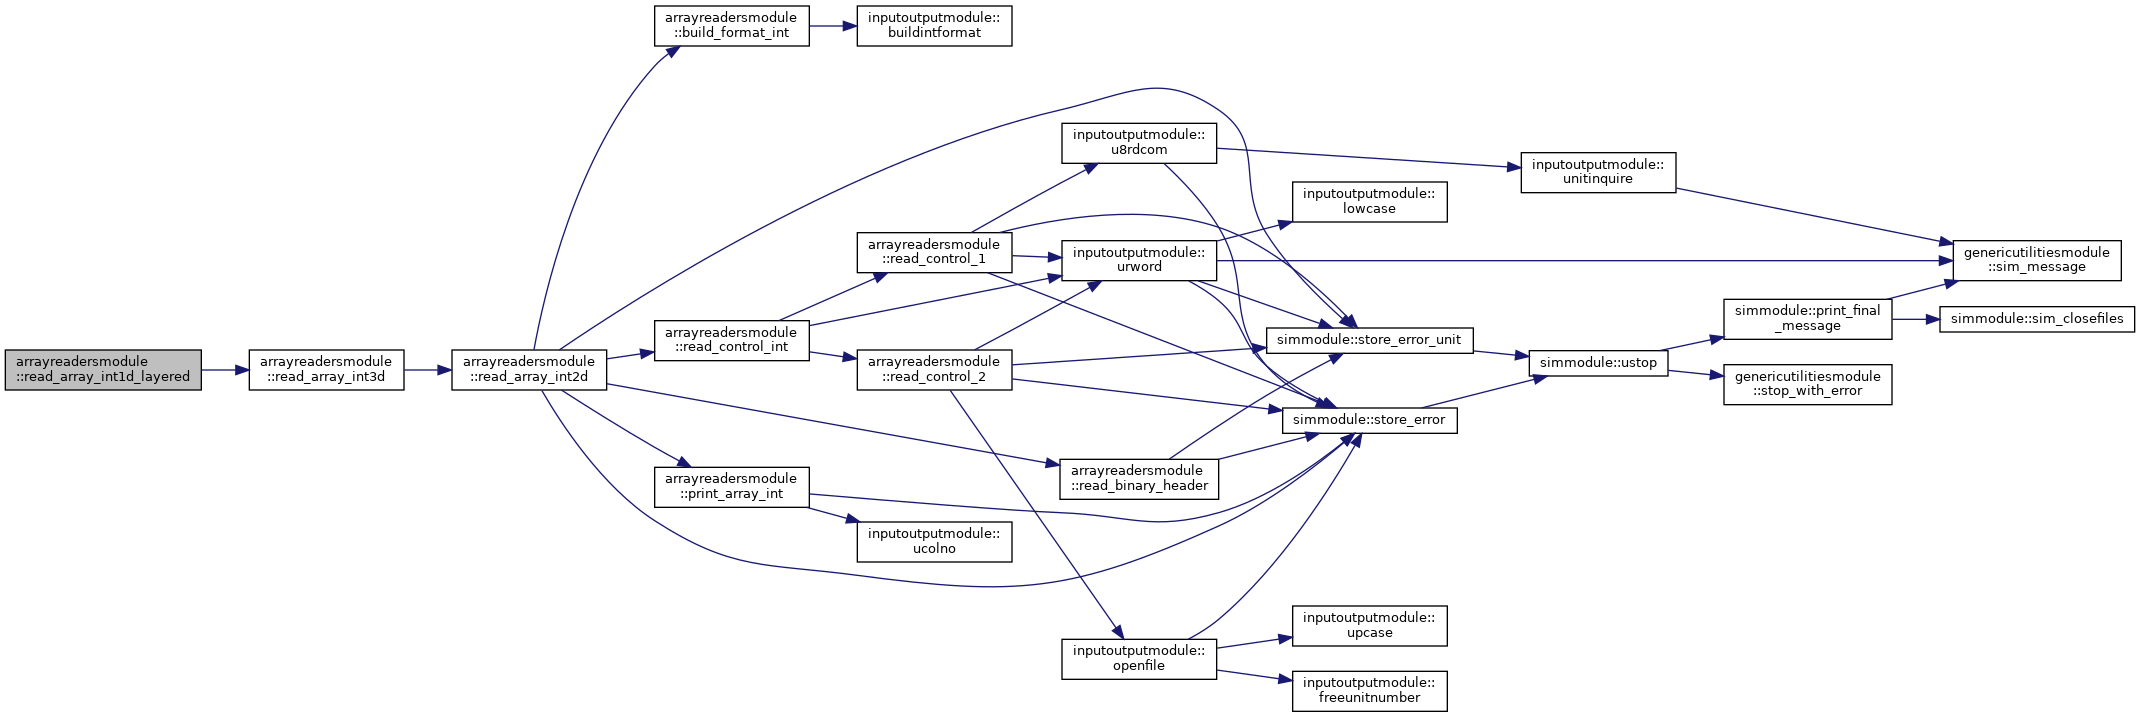 arrayreadersmodule
::build_format_int
inputoutputmodule::
buildintformat
inputoutputmodule::
u8rdcom
inputoutputmodule::
unitinquire
inputoutputmodule::
lowcase
arrayreadersmodule
::read_control_1
inputoutputmodule::
urword
genericutilitiesmodule
::sim_message
simmodule::print_final
_message
simmodule::sim_closefiles
arrayreadersmodule
::read_control_int
simmodule::store_error_unit
arrayreadersmodule
::read_array_int1d_layered
arrayreadersmodule
::read_array_int3d
arrayreadersmodule
::read_array_int2d
arrayreadersmodule
::read_control_2
simmodule::ustop
genericutilitiesmodule
::stop_with_error
simmodule::store_error
arrayreadersmodule
::read_binary_header
arrayreadersmodule
::print_array_int
inputoutputmodule::
ucolno
inputoutputmodule::
upcase
inputoutputmodule::
openfile
inputoutputmodule::
freeunitnumber